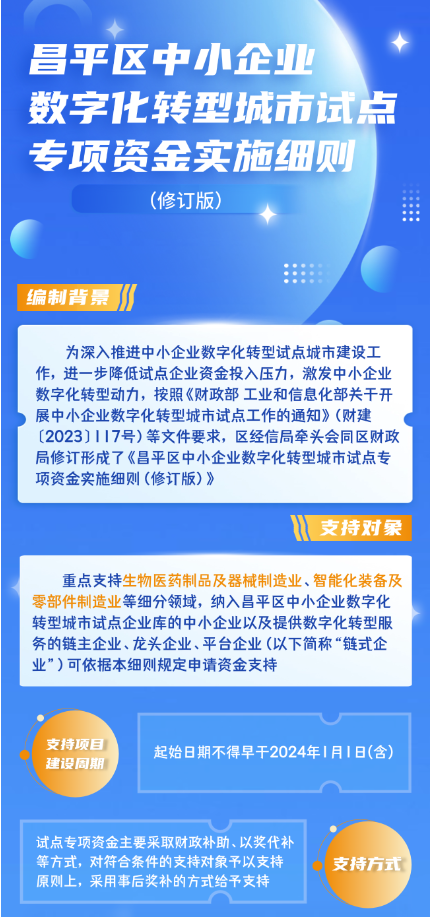 昌平区中小企业
数字化转型城市试点
专项资金实施细则
(修订版)
编制背景
为深入推进中小企业数字化转型试点城市建设工
作，进一步降低试点企业资金投入压力，激发中小企业
数字化转型动力，按照《财政部 工业和信息化部关于开
展中小企业数字化转型城市试点工作的通知》(财建
〔2023〕117号)等文件要求，区经信局牵头会同区财政
局修订形成了《昌平区中小企业数字化转型城市试点专
项资金实施细则(修订版)》
支持对象
重点支持生物医药制品及器械制造业、智能化装备及
零部件制造业等细分领域，纳入昌平区中小企业数字化
转型城市试点企业库的中小企业以及提供数字化转型服
务的链主企业、龙头企业、平台企业(以下简称“链式企
业”)可依据本细则规定申请资金支持
支持项目
建设周期
起始日期不得早于2024年1月1日(含)
试点专项资金主要采取财政补助、以奖代补
等方式，对符合条件的支持对象予以支持
原则上，采用事后奖补的方式给予支持
支持方式